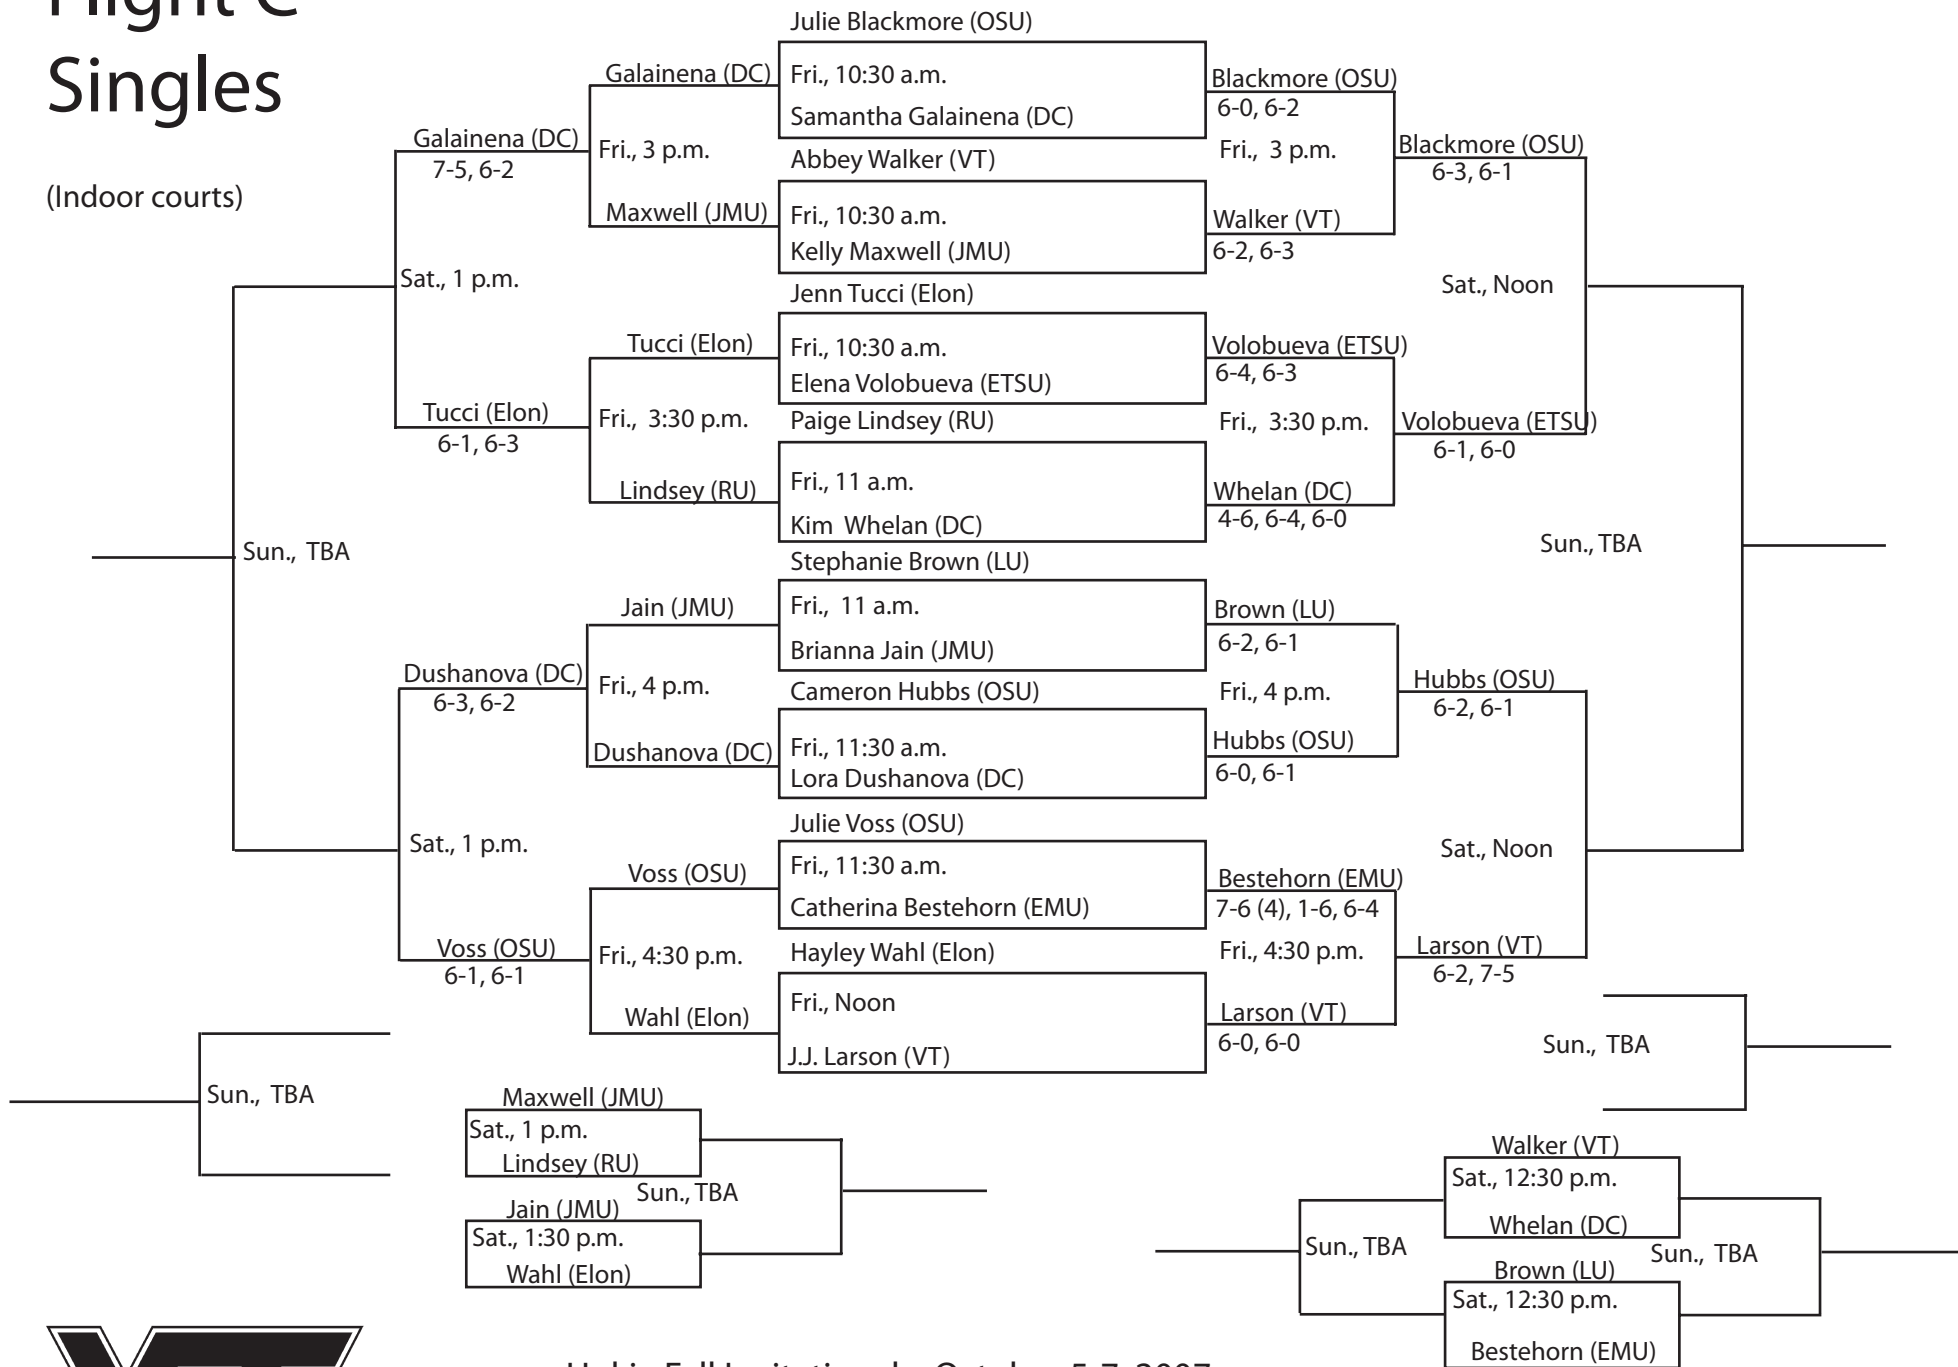 Flight C
Singles
(Indoor courts)
Julie Blackmore (OSU)
Fri., 10:30 a.m.
Samantha Galainena (DC)
Abbey Walker (VT)
Fri., 10:30 a.m.
Kelly Maxwell (JMU)
Jenn Tucci (Elon)
Fri., 10:30 a.m.
Elena Volobueva (ETSU)
Paige Lindsey (RU)
Fri., 11 a.m.
Kim Whelan (DC)
Stephanie Brown (LU)
Fri., 11 a.m.
Brianna Jain (JMU)
Cameron Hubbs (OSU)
Fri., 11:30 a.m.
Lora Dushanova (DC)
Julie Voss (OSU)
Fri., 11:30 a.m.
Catherina Bestehorn (EMU)
Hayley Wahl (Elon)
Fri., Noon
J.J. Larson (VT)
Galainena (DC)
Fri., 3 p.m.
Maxwell (JMU)
Tucci (Elon)
Fri., 3:30 p.m.
Lindsey (RU)
Jain (JMU)
Fri., 4 p.m.
Dushanova (DC)
Voss (OSU)
Fri., 4:30 p.m.
Wahl (Elon)
Galainena (DC)
7-5, 6-2
Sat., 1 p.m.
Tucci (Elon)
6-1, 6-3
Dushanova (DC)
6-3, 6-2
Sat., 1 p.m.
Voss (OSU)
6-1, 6-1
Sun., TBA
Blackmore (OSU)
6-0, 6-2
Fri., 3 p.m.
Walker (VT)
6-2, 6-3
Volobueva (ETSU)
6-4, 6-3
Fri., 3:30 p.m.
Whelan (DC)
4-6, 6-4, 6-0
Brown (LU)
6-2, 6-1
Fri., 4 p.m.
Hubbs (OSU)
6-0, 6-1
Bestehorn (EMU)
7-6 (4), 1-6, 6-4
Fri., 4:30 p.m.
Larson (VT)
6-0, 6-0
Blackmore (OSU)
6-3, 6-1
Sat., Noon
Volobueva (ETSU)
6-1, 6-0
Hubbs (OSU)
6-2, 6-1
Sat., Noon
Larson (VT)
6-2, 7-5
Sun., TBA
Sun., TBA
Maxwell (JMU)
Sat., 1 p.m.
Lindsey (RU)
Sun., TBA
Jain (JMU)
Sat., 1:30 p.m.
Wahl (Elon)
Sun., TBA
Walker (VT)
Sat., 12:30 p.m.
Whelan (DC)
Sun., TBA
Sun., TBA
Brown (LU)
Sat., 12:30 p.m.
Bestehorn (EMU)
Fall Invitational October 5-7, 2007